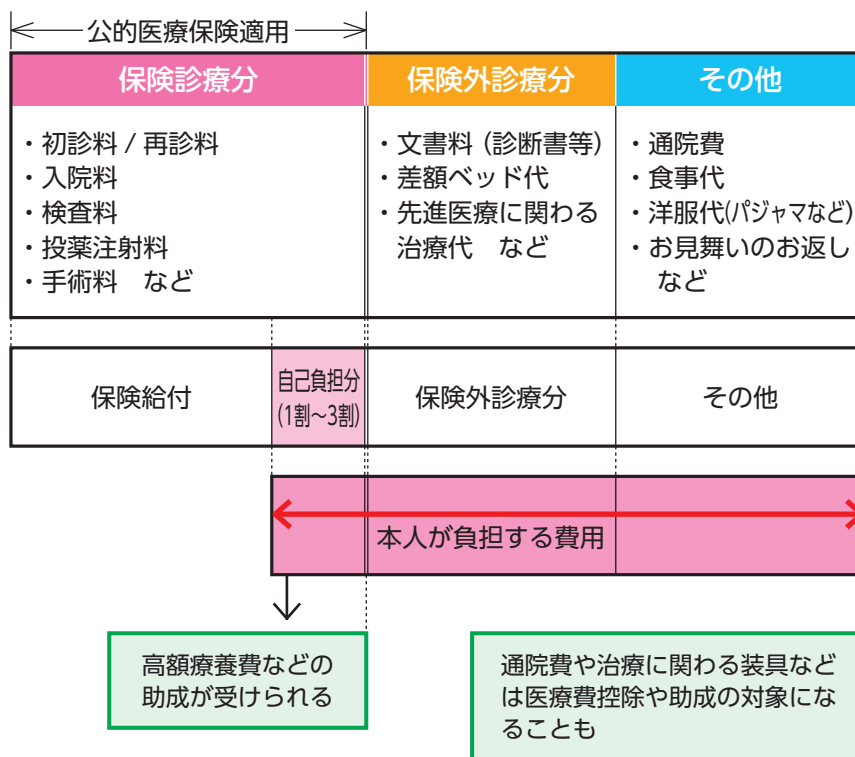 公的医療保険適用
保険診療分
保険外診療分
その他
・初診料 / 再診料
・入院料
・検査料
・投薬注射料
・手術料　など
・文書料（診断書等）
・差額ベッド代
・先進医療に関わる
治療代　など
・通院費
・食事代
・洋服代(パジャマなど)
・お見舞いのお返し
など
保険給付
自己負担分
(1割〜3割)
保険外診療分
その他
本人が負担する費用
高額療養費などの
助成が受けられる
通院費や治療に関わる装具など
は医療費控除や助成の対象にな
ることも